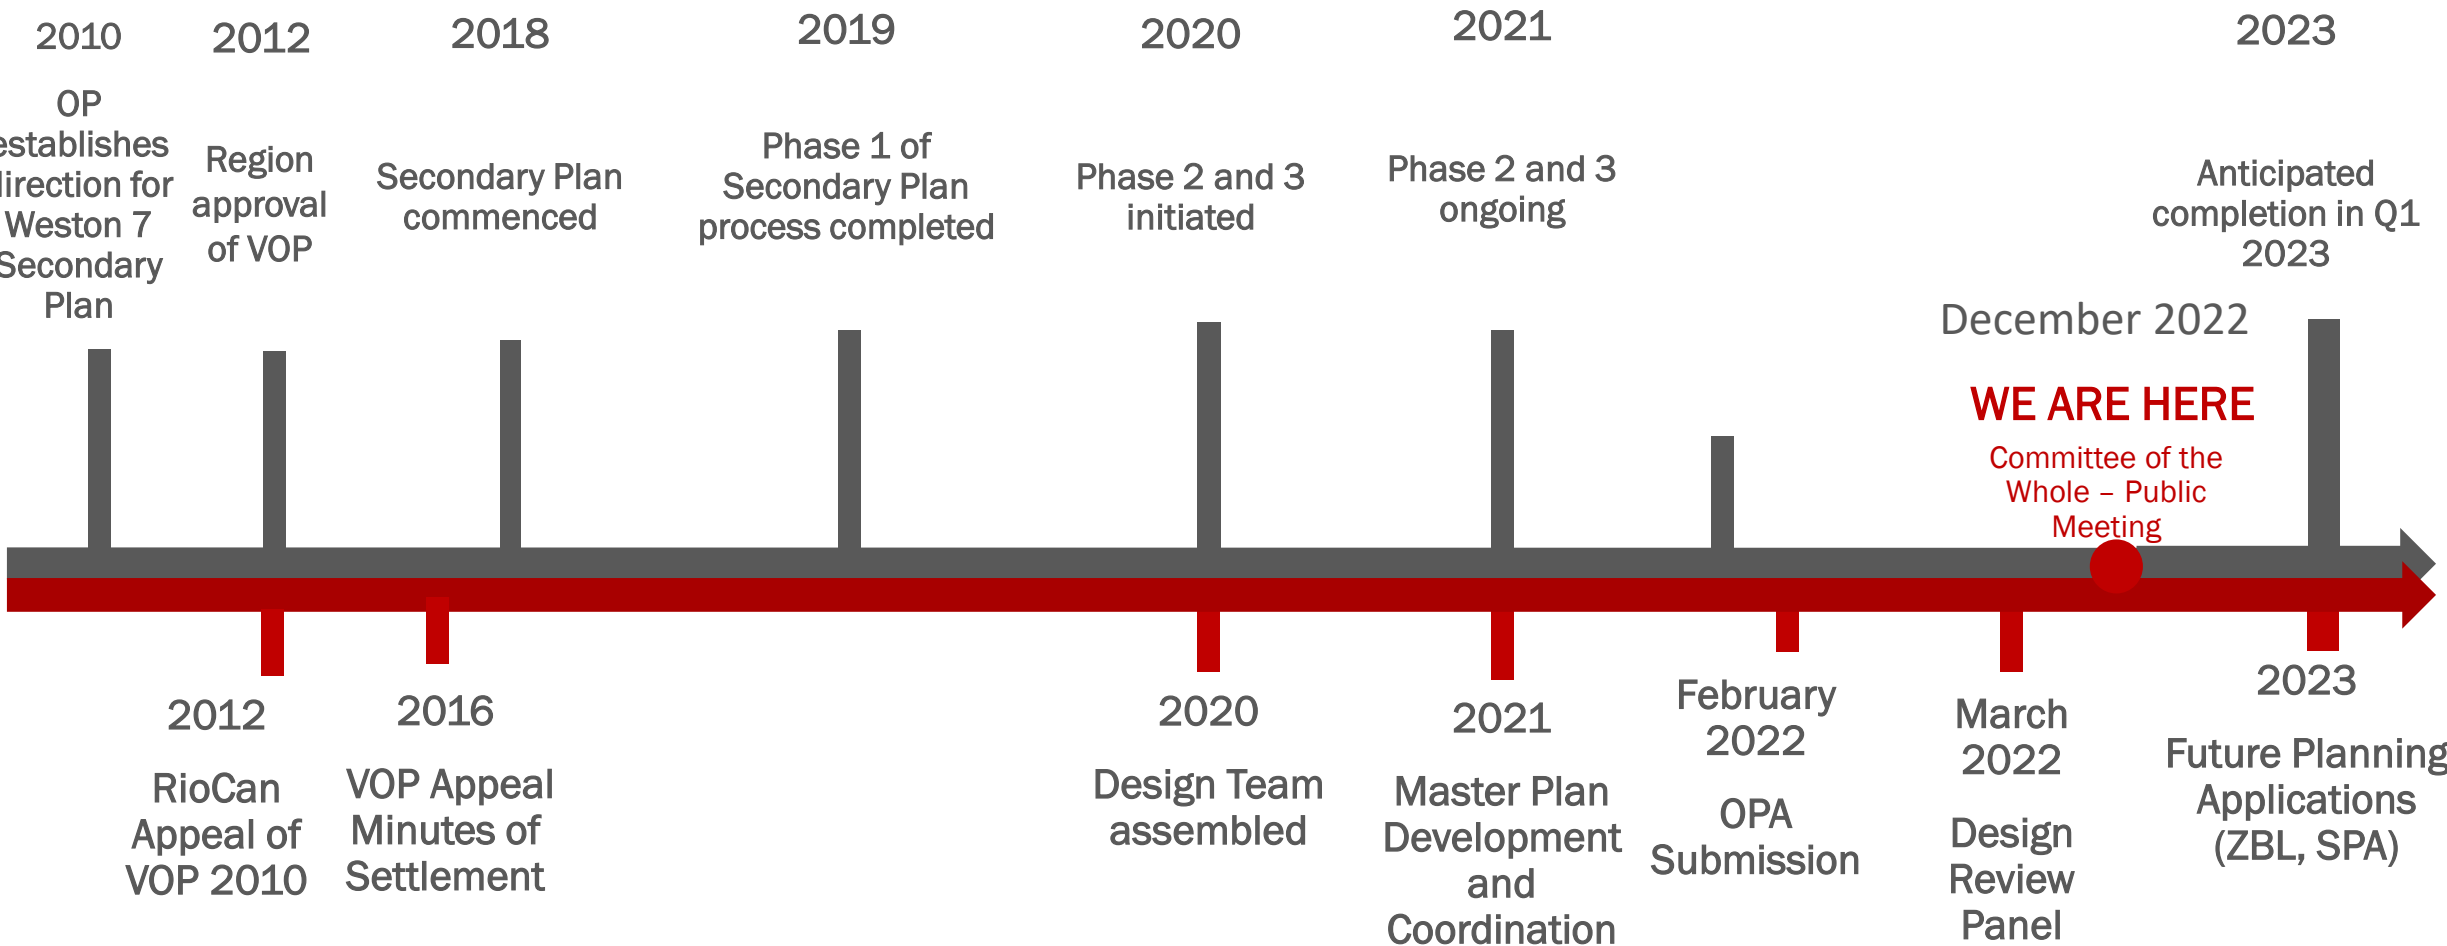 2010
OP
establishes
direction for
Weston 7
Secondary
Plan
2012
Region
approval
of VOP
2018
Secondary Plan
commenced
2019
Phase 1 of
Secondary Plan
process completed
2020
Phase 2 and 3
initiated
2021
Phase 2 and 3
ongoing
2023
Anticipated
completion in Q1
2023
December 2022
WE ARE HERE
Committee of the
Whole – Public
Meeting
2012
RioCan
Appeal of
VOP 2010
2016
VOP Appeal
Minutes of
Settlement
2020
Design Team
assembled
2021
Master Plan
Development
and
Coordination
February
2022
OPA
Submission
March
2022
Design
Review
Panel
2023
Future Planning
Applications
(ZBL, SPA)